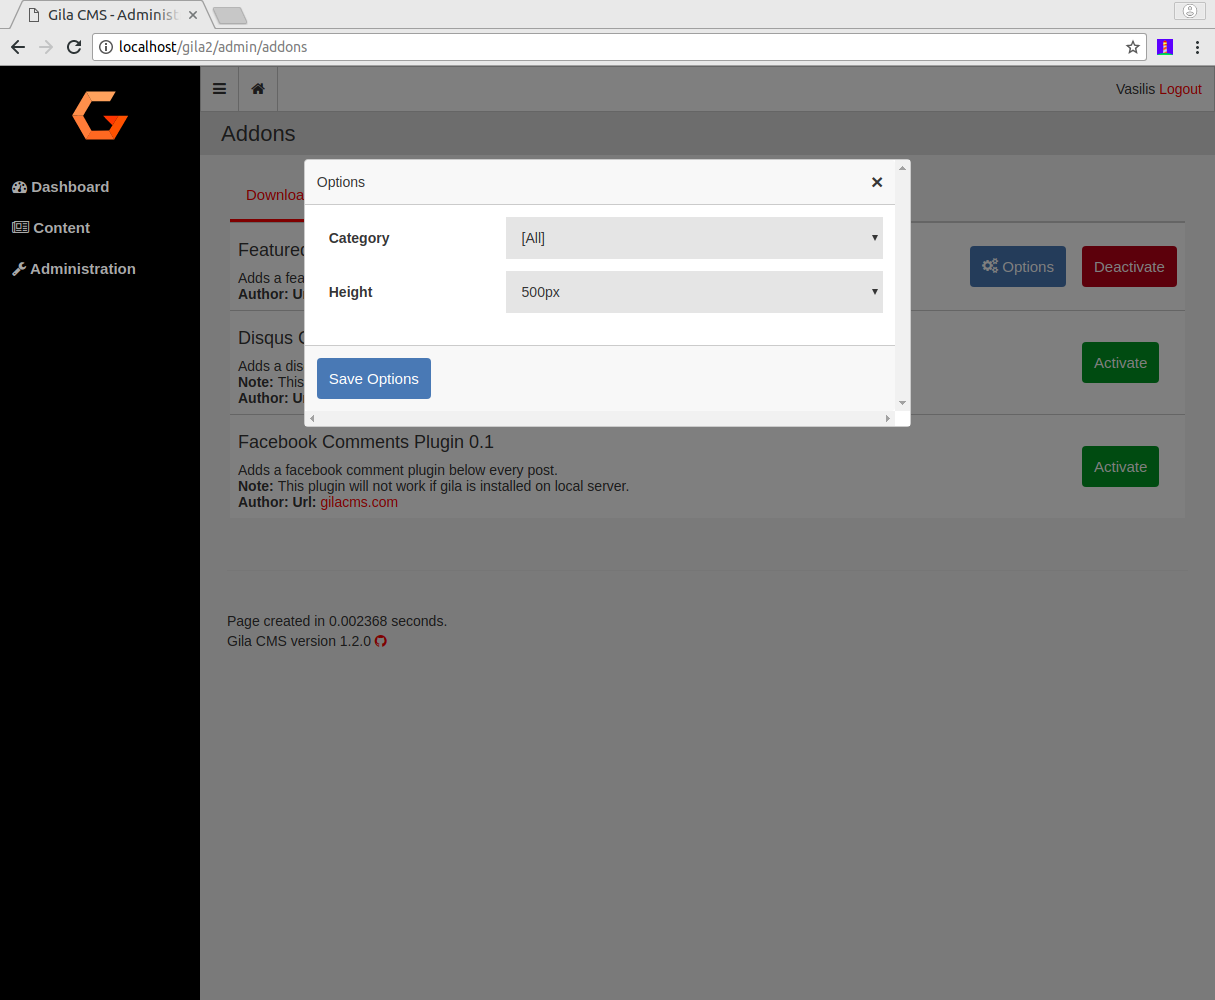 Gila CMS - Administ
localhost/gila2/admin/addons
Vasilis Logout
Addons
Dashboard
Content
Administration
Options
Category [All]
Height 500px
Save Options
Featured
Adds a fea
Author:
Options Deactivate
Disqus
Adds a dis
Note: This
Author:
Activate
Facebook Comments Plugin 0.1
Adds a facebook comment plugin below every post.
Note: This plugin will not work if gila is installed on local server.
Author: Url: gilacms.com
Activate
Page created in 0.002368 seconds.
Gila CMS version 1.2.0